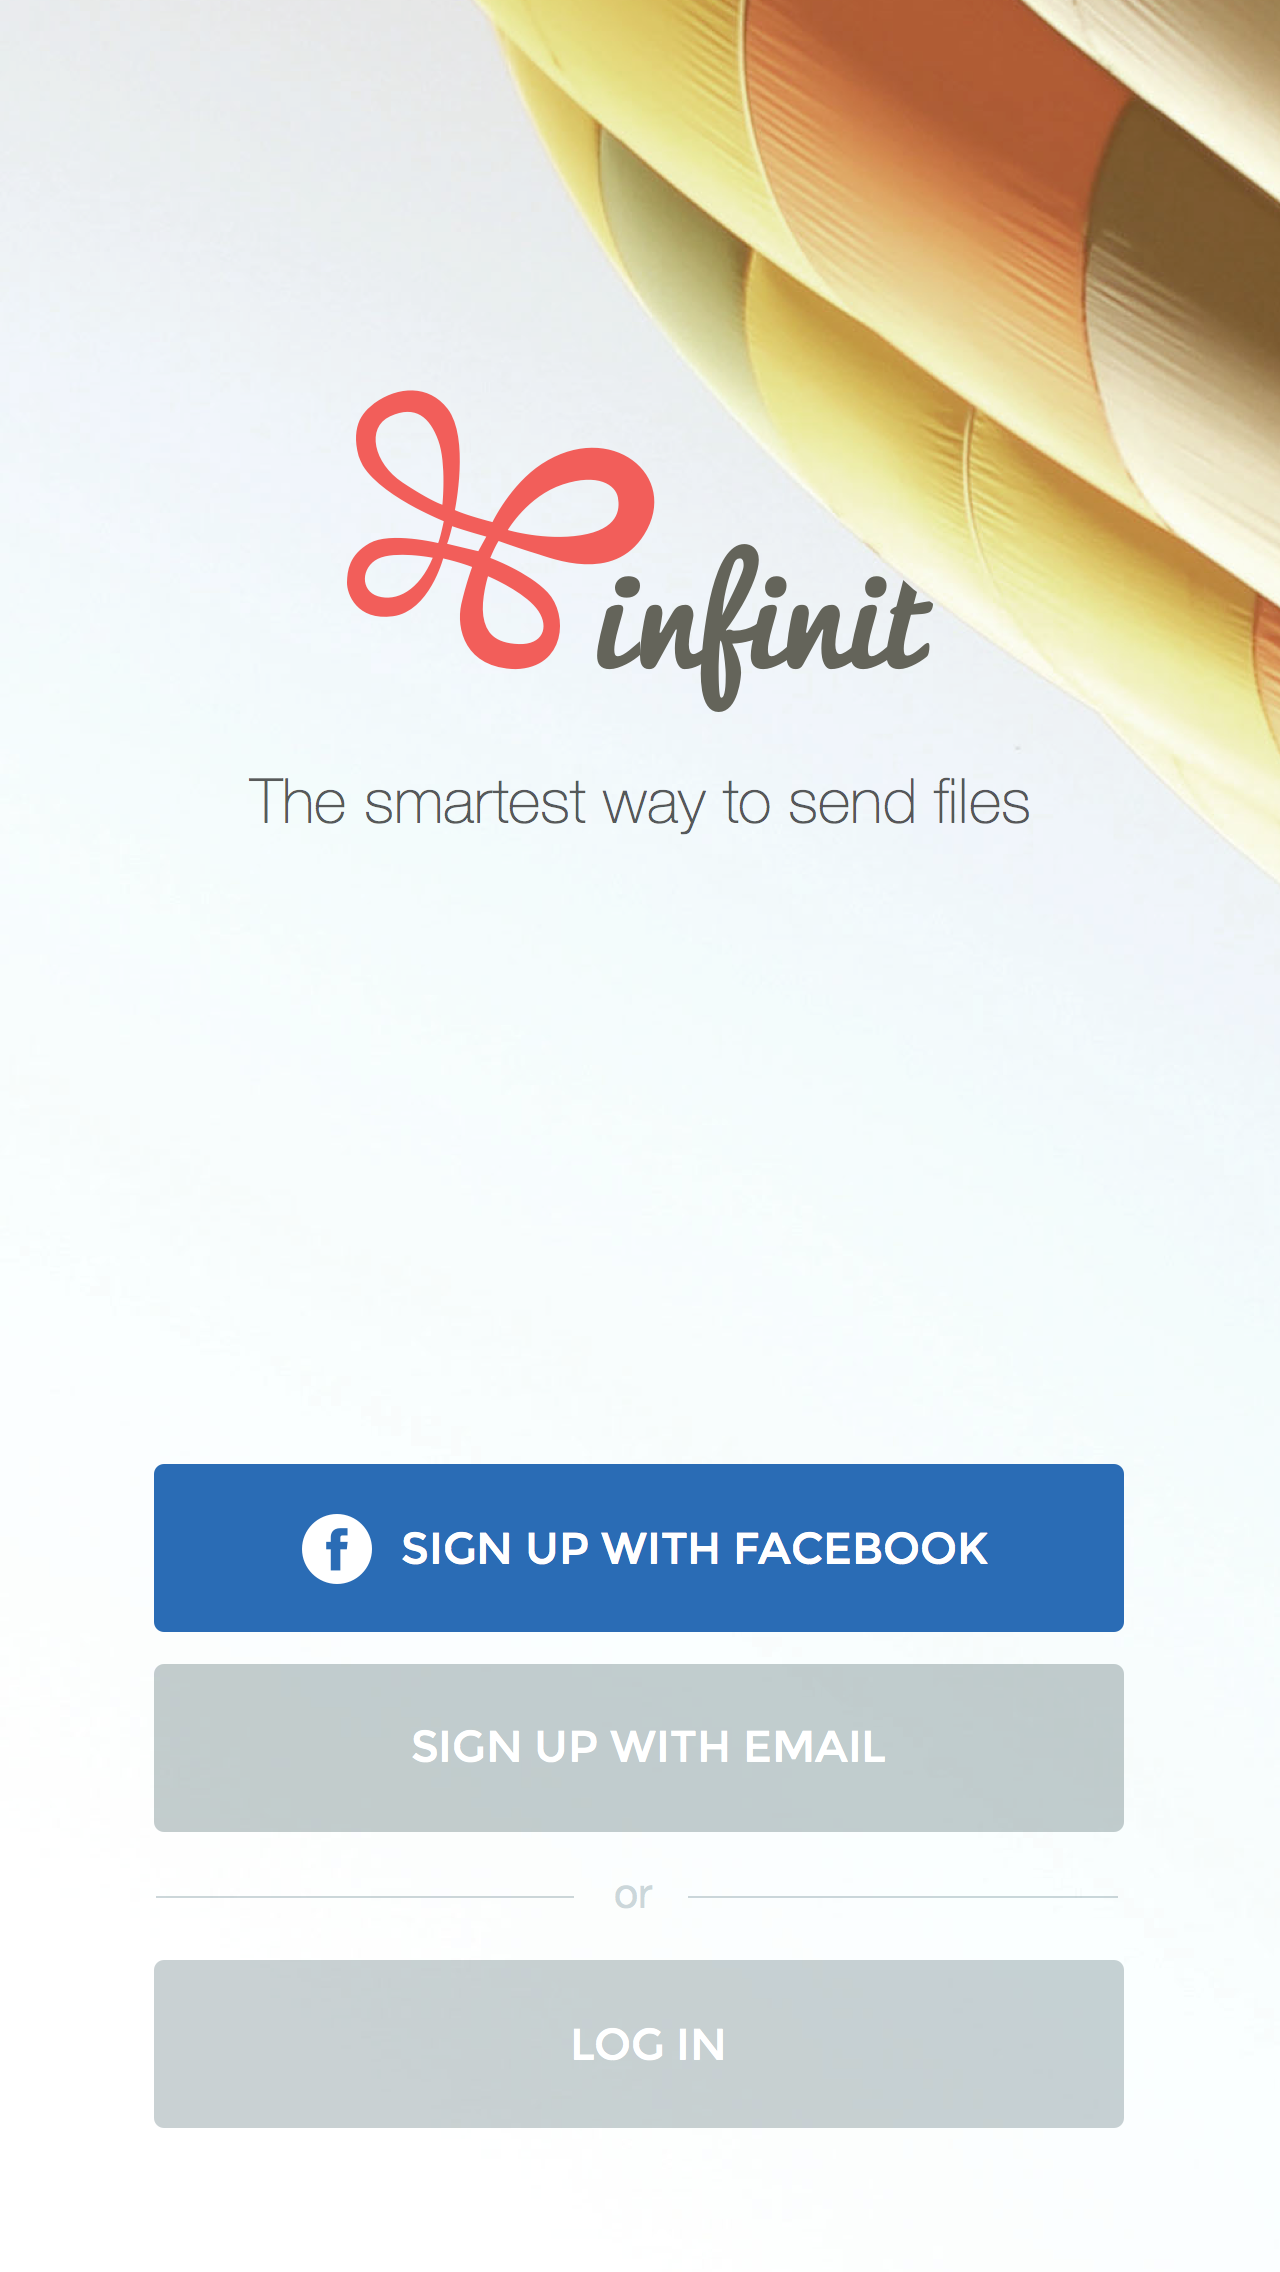 infinit
The smartest way to send files
SIGN UP WITH FACEBOOK
SIGN UP WITH EMAIL
or
LOG IN